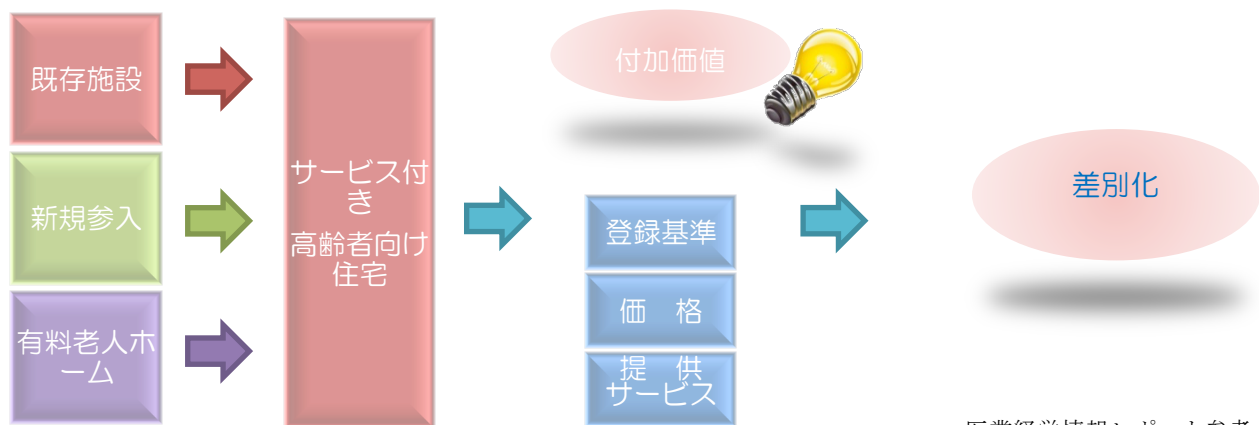 既存施設
新規参入
有料老人ホ
ーム
サービス付
き
高齢者向け
住宅
付加価値
登録基準
価　格
提　供
サービス
差別化